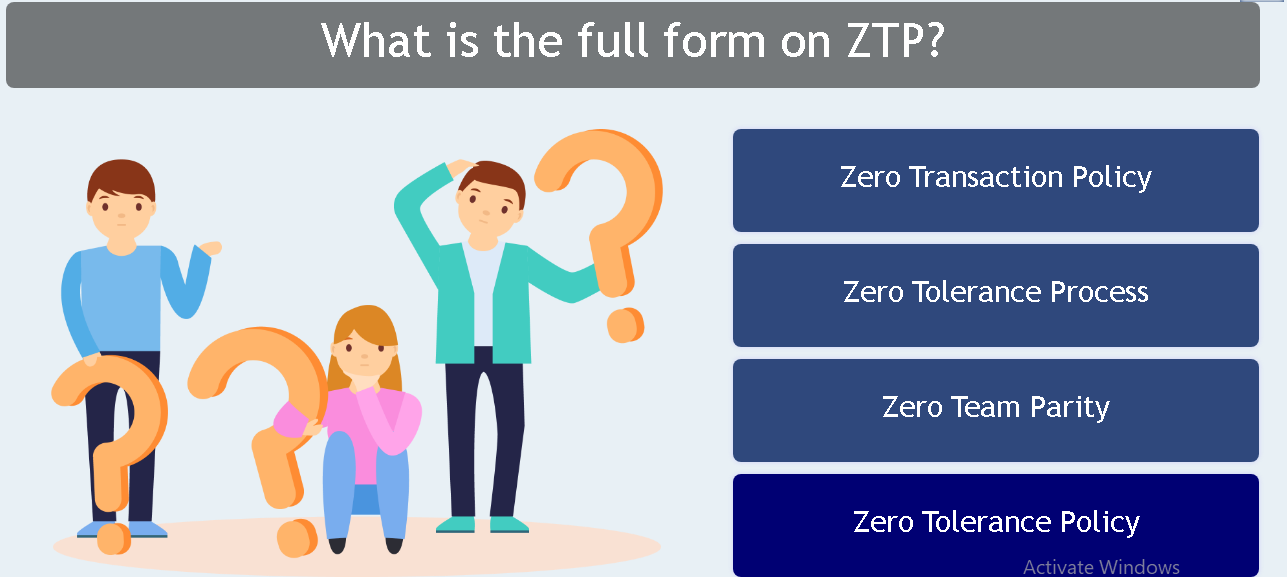 What is the full form on ZTP?
Zero Transaction Policy
Zero Tolerance Process
Zero Team Parity
Zero Tolerance Policy
Activate Windows